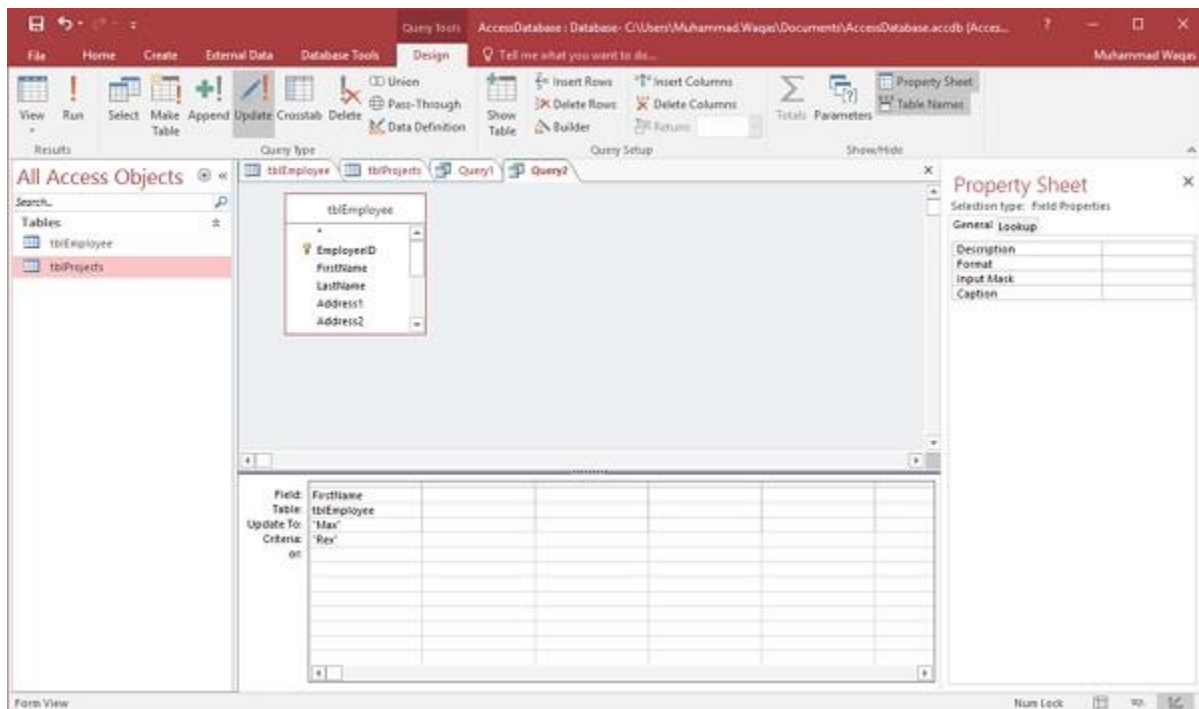 Query Tools
AccessDatabase : Database- C:\Users\Muhammad.Waqas\Documents\AccessDatabase.accdb (Acces...
?
File Home Create External Data Database Tools Design Tell me what you want to do... Muhammad Waqas
View Run Select Make Table Append Update Crosstab Delete
Union
Pass-Through
Data Definition
Show Table
Insert Rows
Delete Rows
Builder
Insert Columns
Delete Columns
Return:
Totals Parameters
Property Sheet
Table Names
Results Query Type Query Setup Show/Hide
All Access Objects
Search...
Tables
tblEmployee
tblProjects
tblEmployee tblProjects Query1 Query2
tblEmployee
*
EmployeeID
FirstName
LastName
Address1
Address2
Field: FirstName
Table: tblEmployee
Update To: "Max"
Criteria: "Rex"
or:
Property Sheet
Selection type: Field Properties
General Lookup
Description
Format
Input Mask
Caption
Form View Num Lock SQL